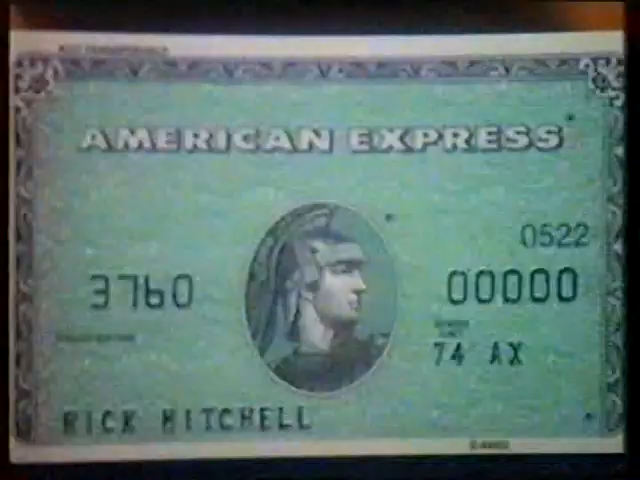 AMERICAN EXPRESS
0522
3760 00000
74 AX
RICK MITCHELL